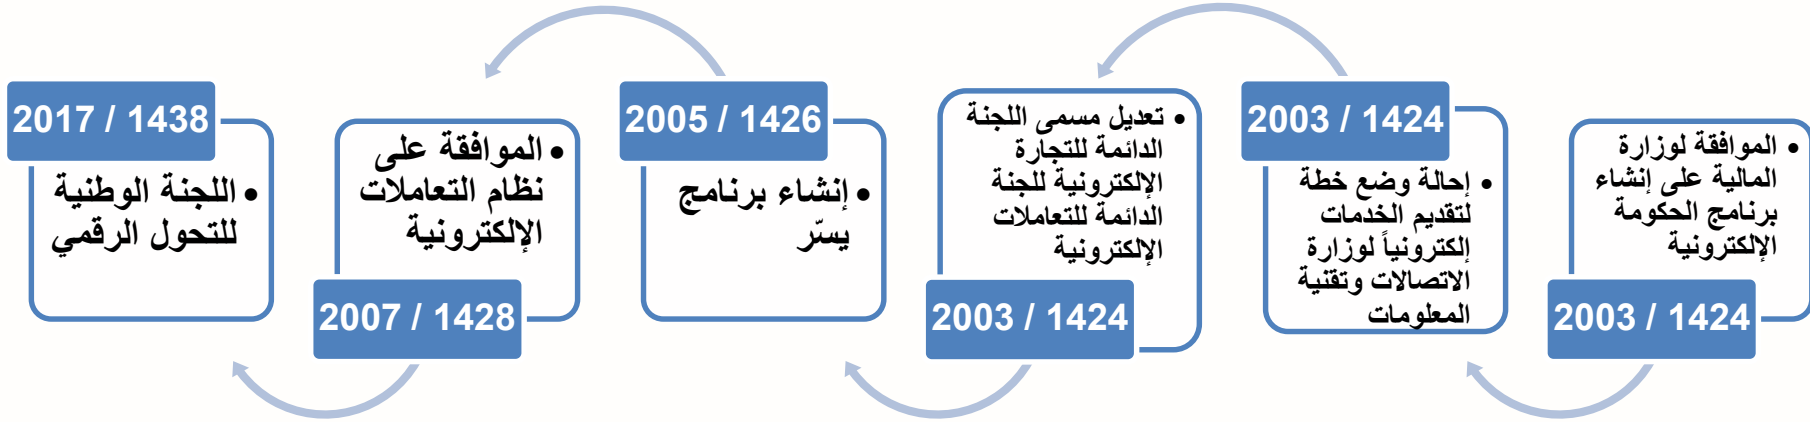 • الموافقة لوزارة
المالية على إنشاء
برنامج الحكومة
الإلكترونية
2003 / 1424
2003 / 1424
• إحالة وضع خطة
لتقديم الخدمات
إلكترونياً لوزارة
الاتصالات وتقنية
المعلومات
• تعديل مسمى اللجنة
الدائمة للتجارة
الإلكترونية للجنة
الدائمة للتعاملات
الإلكترونية
2003 / 1424
2005 / 1426
• إنشاء برنامج
يسّر
• الموافقة على
نظام التعاملات
الإلكترونية
2007 / 1428
2017 / 1438
• اللجنة الوطنية
للتحول الرقمي